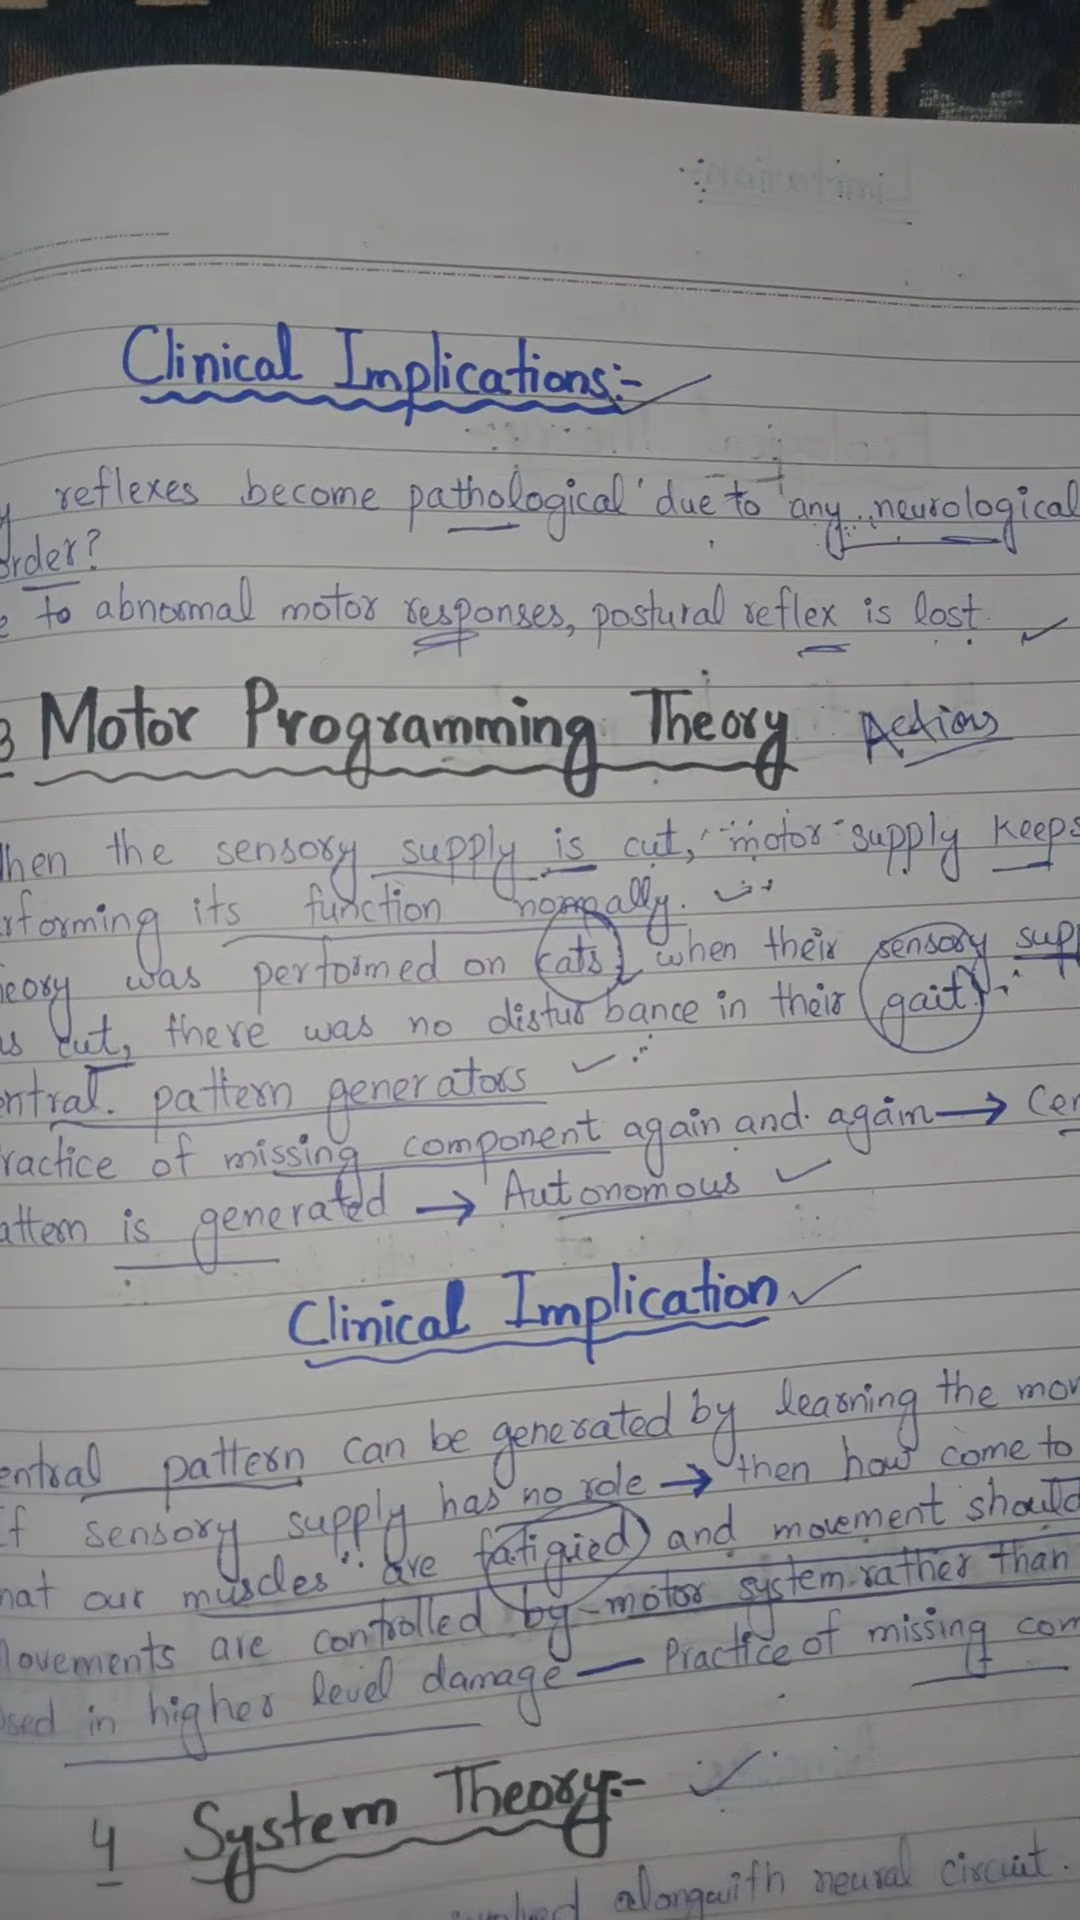 Clinical Implications:-
reflexes become pathological due to any neurological
order?
to abnormal motor responses, postural reflex is lost.
3 Motor Programming Theory Actions
hen the sensory supply is cut, motor supply keeps
rforming its function normally.
eory was performed on cats, when their sensory supp
s cut, there was no disturbance in their gait.
entral pattern generators
ractice of missing component again and again → Cen
attern is generated → Autonomous
Clinical Implication
entral pattern can be generated by learning the mov
f sensory supply has no role → then how come to
hat our muscles are fatigied and movement should
ovements are controlled by motor system rather than
sed in higher level damage — Practice of missing com
4 System Theory:-
alongwith neural circuit.